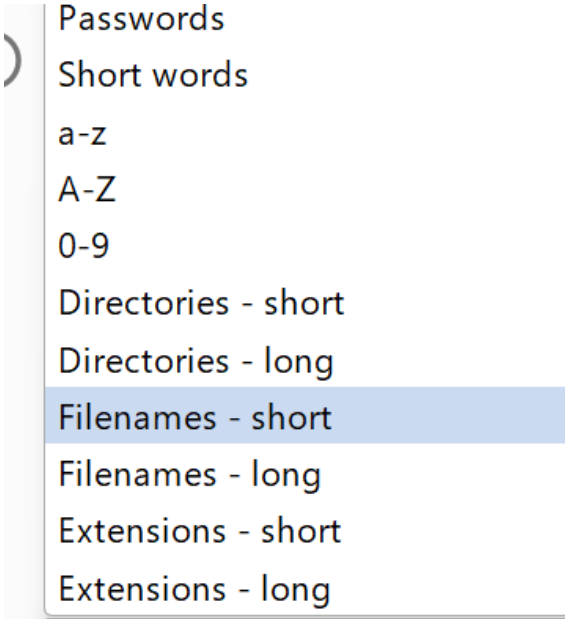 Passwords
Short words
a-z
A-Z
0-9
Directories - short
Directories - long
Filenames - short
Filenames - long
Extensions - short
Extensions - long